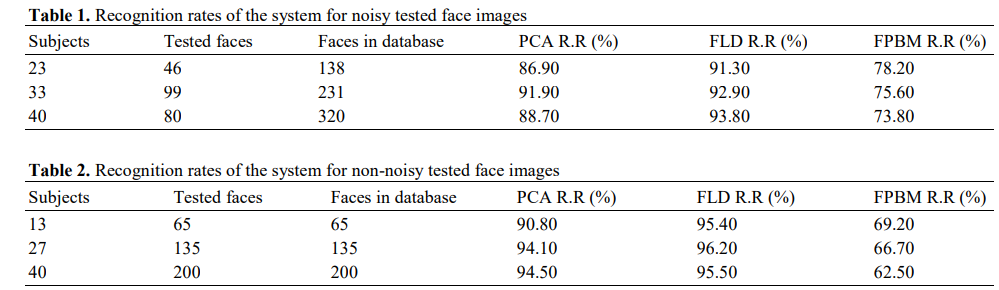 Table 1. Recognition rates of the system for noisy tested face images
Subjects Tested faces Faces in database PCA R.R (%) FLD R.R (%) FPBM R.R (%)
23 46 138 86.90 91.30 78.20
33 99 231 91.90 92.90 75.60
40 80 320 88.70 93.80 73.80
Table 2. Recognition rates of the system for non-noisy tested face images
Subjects Tested faces Faces in database PCA R.R (%) FLD R.R (%) FPBM R.R (%)
13 65 65 90.80 95.40 69.20
27 135 135 94.10 96.20 66.70
40 200 200 94.50 95.50 62.50